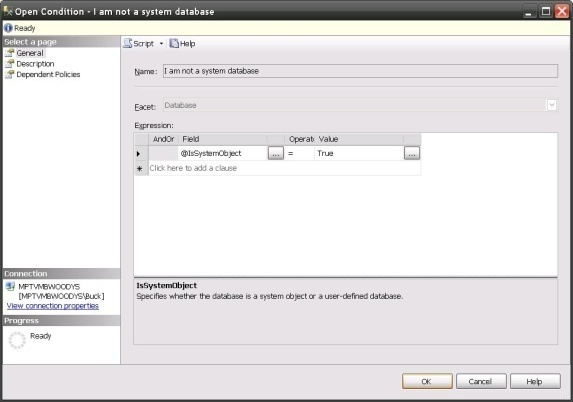 Open Condition - I am not a system database
Ready
Select a page
General
Description
Dependent Policies
Script Help
Name: I am not a system database
Facet: Database
Expression:
AndOr Field Operat Value
@IsSystemObject ... = True ...
Click here to add a clause
IsSystemObject
Specifies whether the database is a system object or a user-defined database.
Connection
MPTVMBWOODYS
[MPTVMBWOODYS\Buck]
View connection properties
Progress
Ready
OK Cancel Help